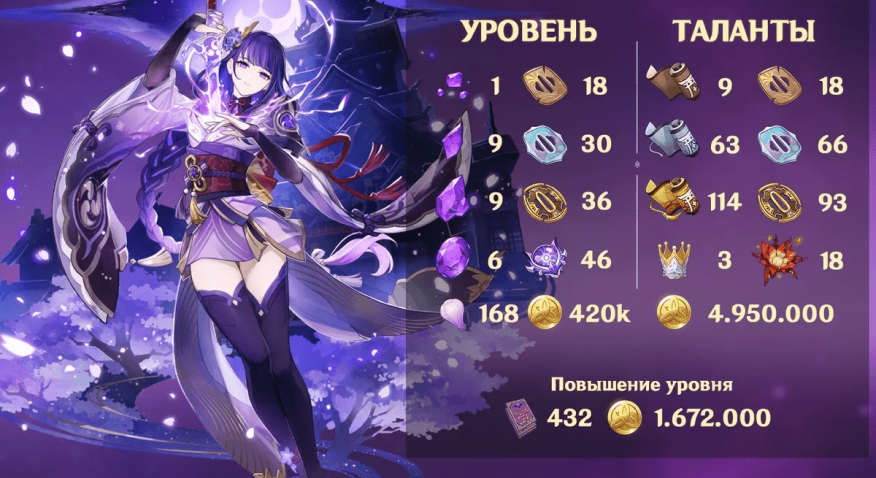 УРОВЕНЬ ТАЛАНТЫ
1 18 9 18
9 30 63 66
9 36 114 93
6 46 3 18
168 420k 4.950.000
Повышение уровня
432 1.672.000